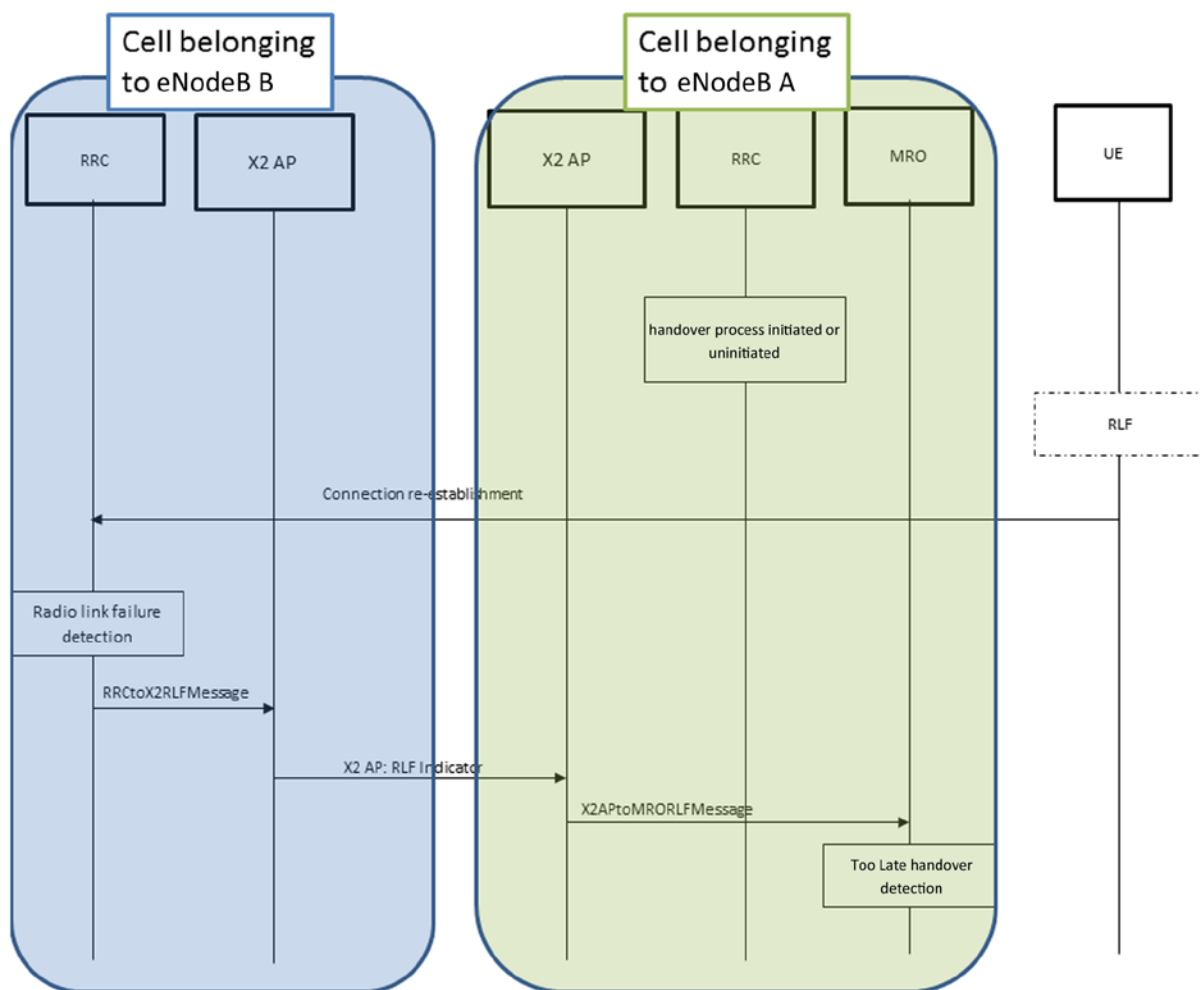 Cell belonging
to eNodeB B
Cell belonging
to eNodeB A
RRC
X2 AP
X2 AP
RRC
MRO
UE
handover process initiated or
uninitiated
RLF
Connection re-establishment
Radio link failure
detection
RRCtoX2RLFMessage
X2 AP: RLF Indicator
X2APtoMRORLFMessage
Too Late handover
detection